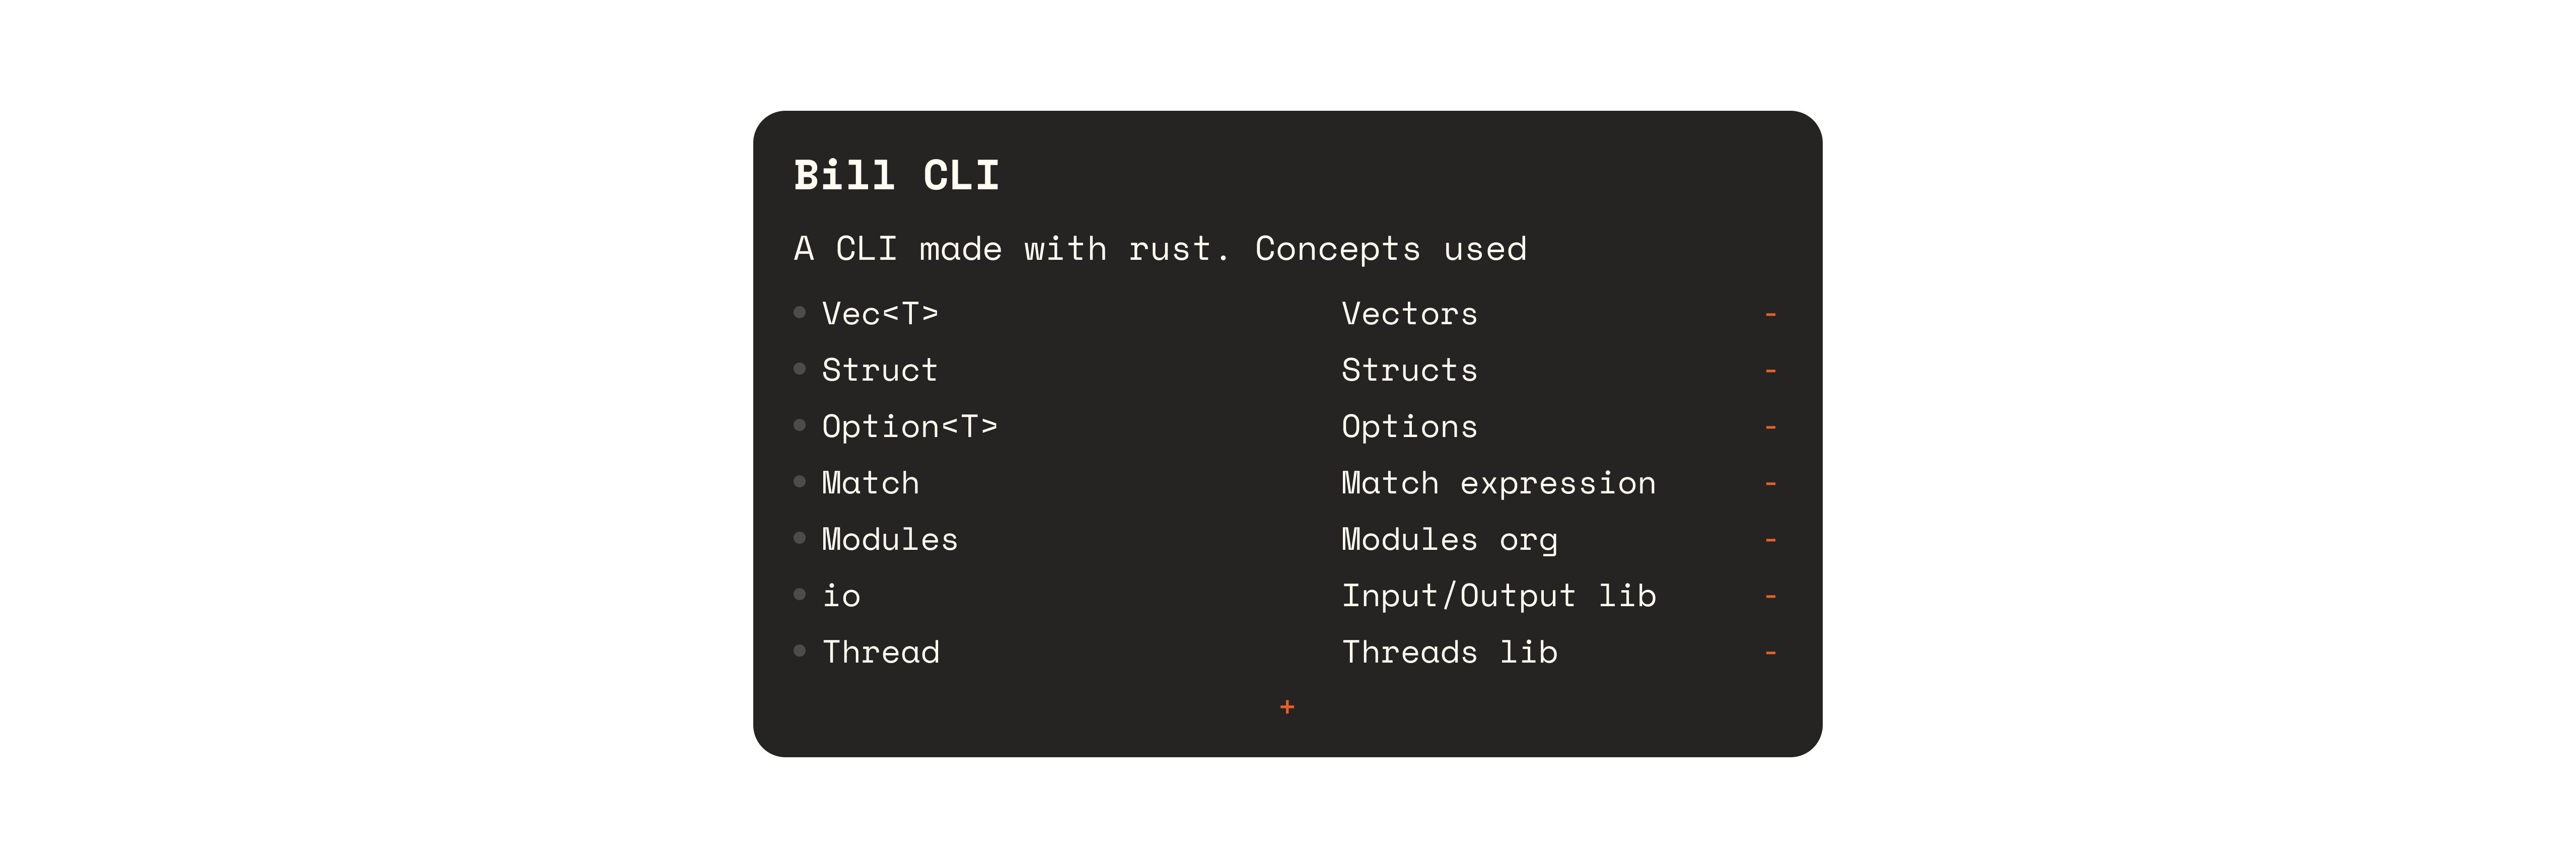 Bill CLI
A CLI made with rust. Concepts used
Vec<T> Vectors -
Struct Structs -
Option<T> Options -
Match Match expression -
Modules Modules org -
io Input/Output lib -
Thread Threads lib -
+